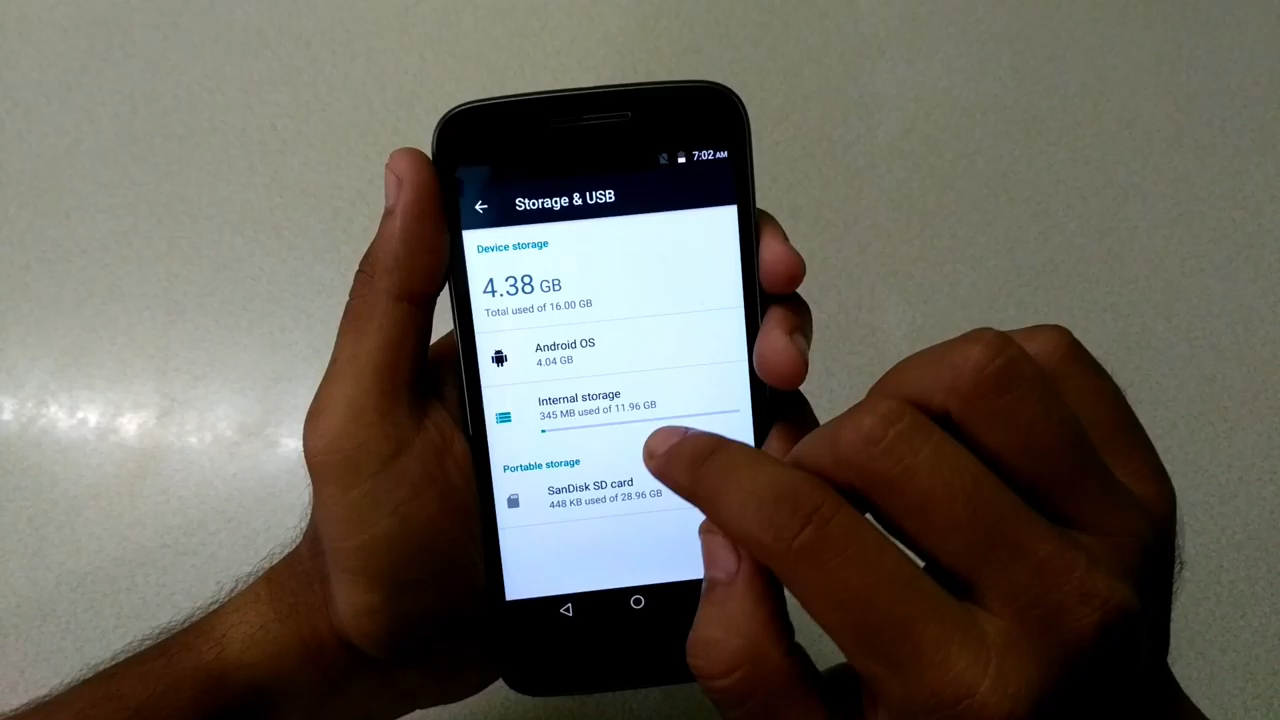 7:02 AM
Storage & USB
Device storage
4.38 GB
Total used of 16.00 GB
Android OS
4.04 GB
Internal storage
345 MB used of 11.96 GB
Portable storage
SanDisk SD card
448 KB used of 28.96 GB